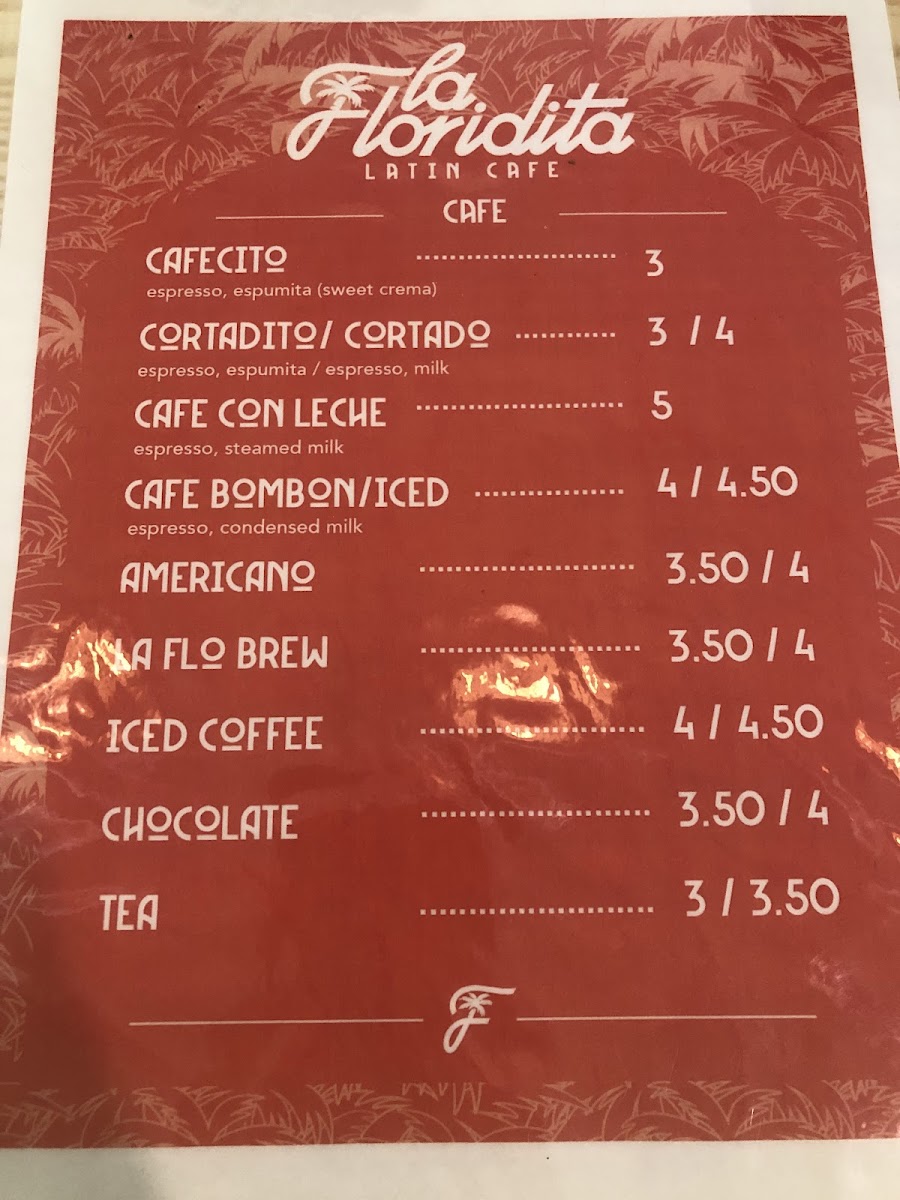 la
Floridita
LATIN CAFE
CAFE
CAFECITO ........................ 3
espresso, espumita (sweet crema)
CORTADITO/ CORTADO ............ 3 / 4
espresso, espumita / espresso, milk
CAFE CON LECHE ........................ 5
espresso, steamed milk
CAFE BOMBON/ICED ................. 4 / 4.50
espresso, condensed milk
AMERICANO ........................ 3.50 / 4
LA FLO BREW ........................ 3.50 / 4
ICED COFFEE ........................ 4 / 4.50
CHOCOLATE ........................ 3.50 / 4
TEA ........................ 3 / 3.50
F